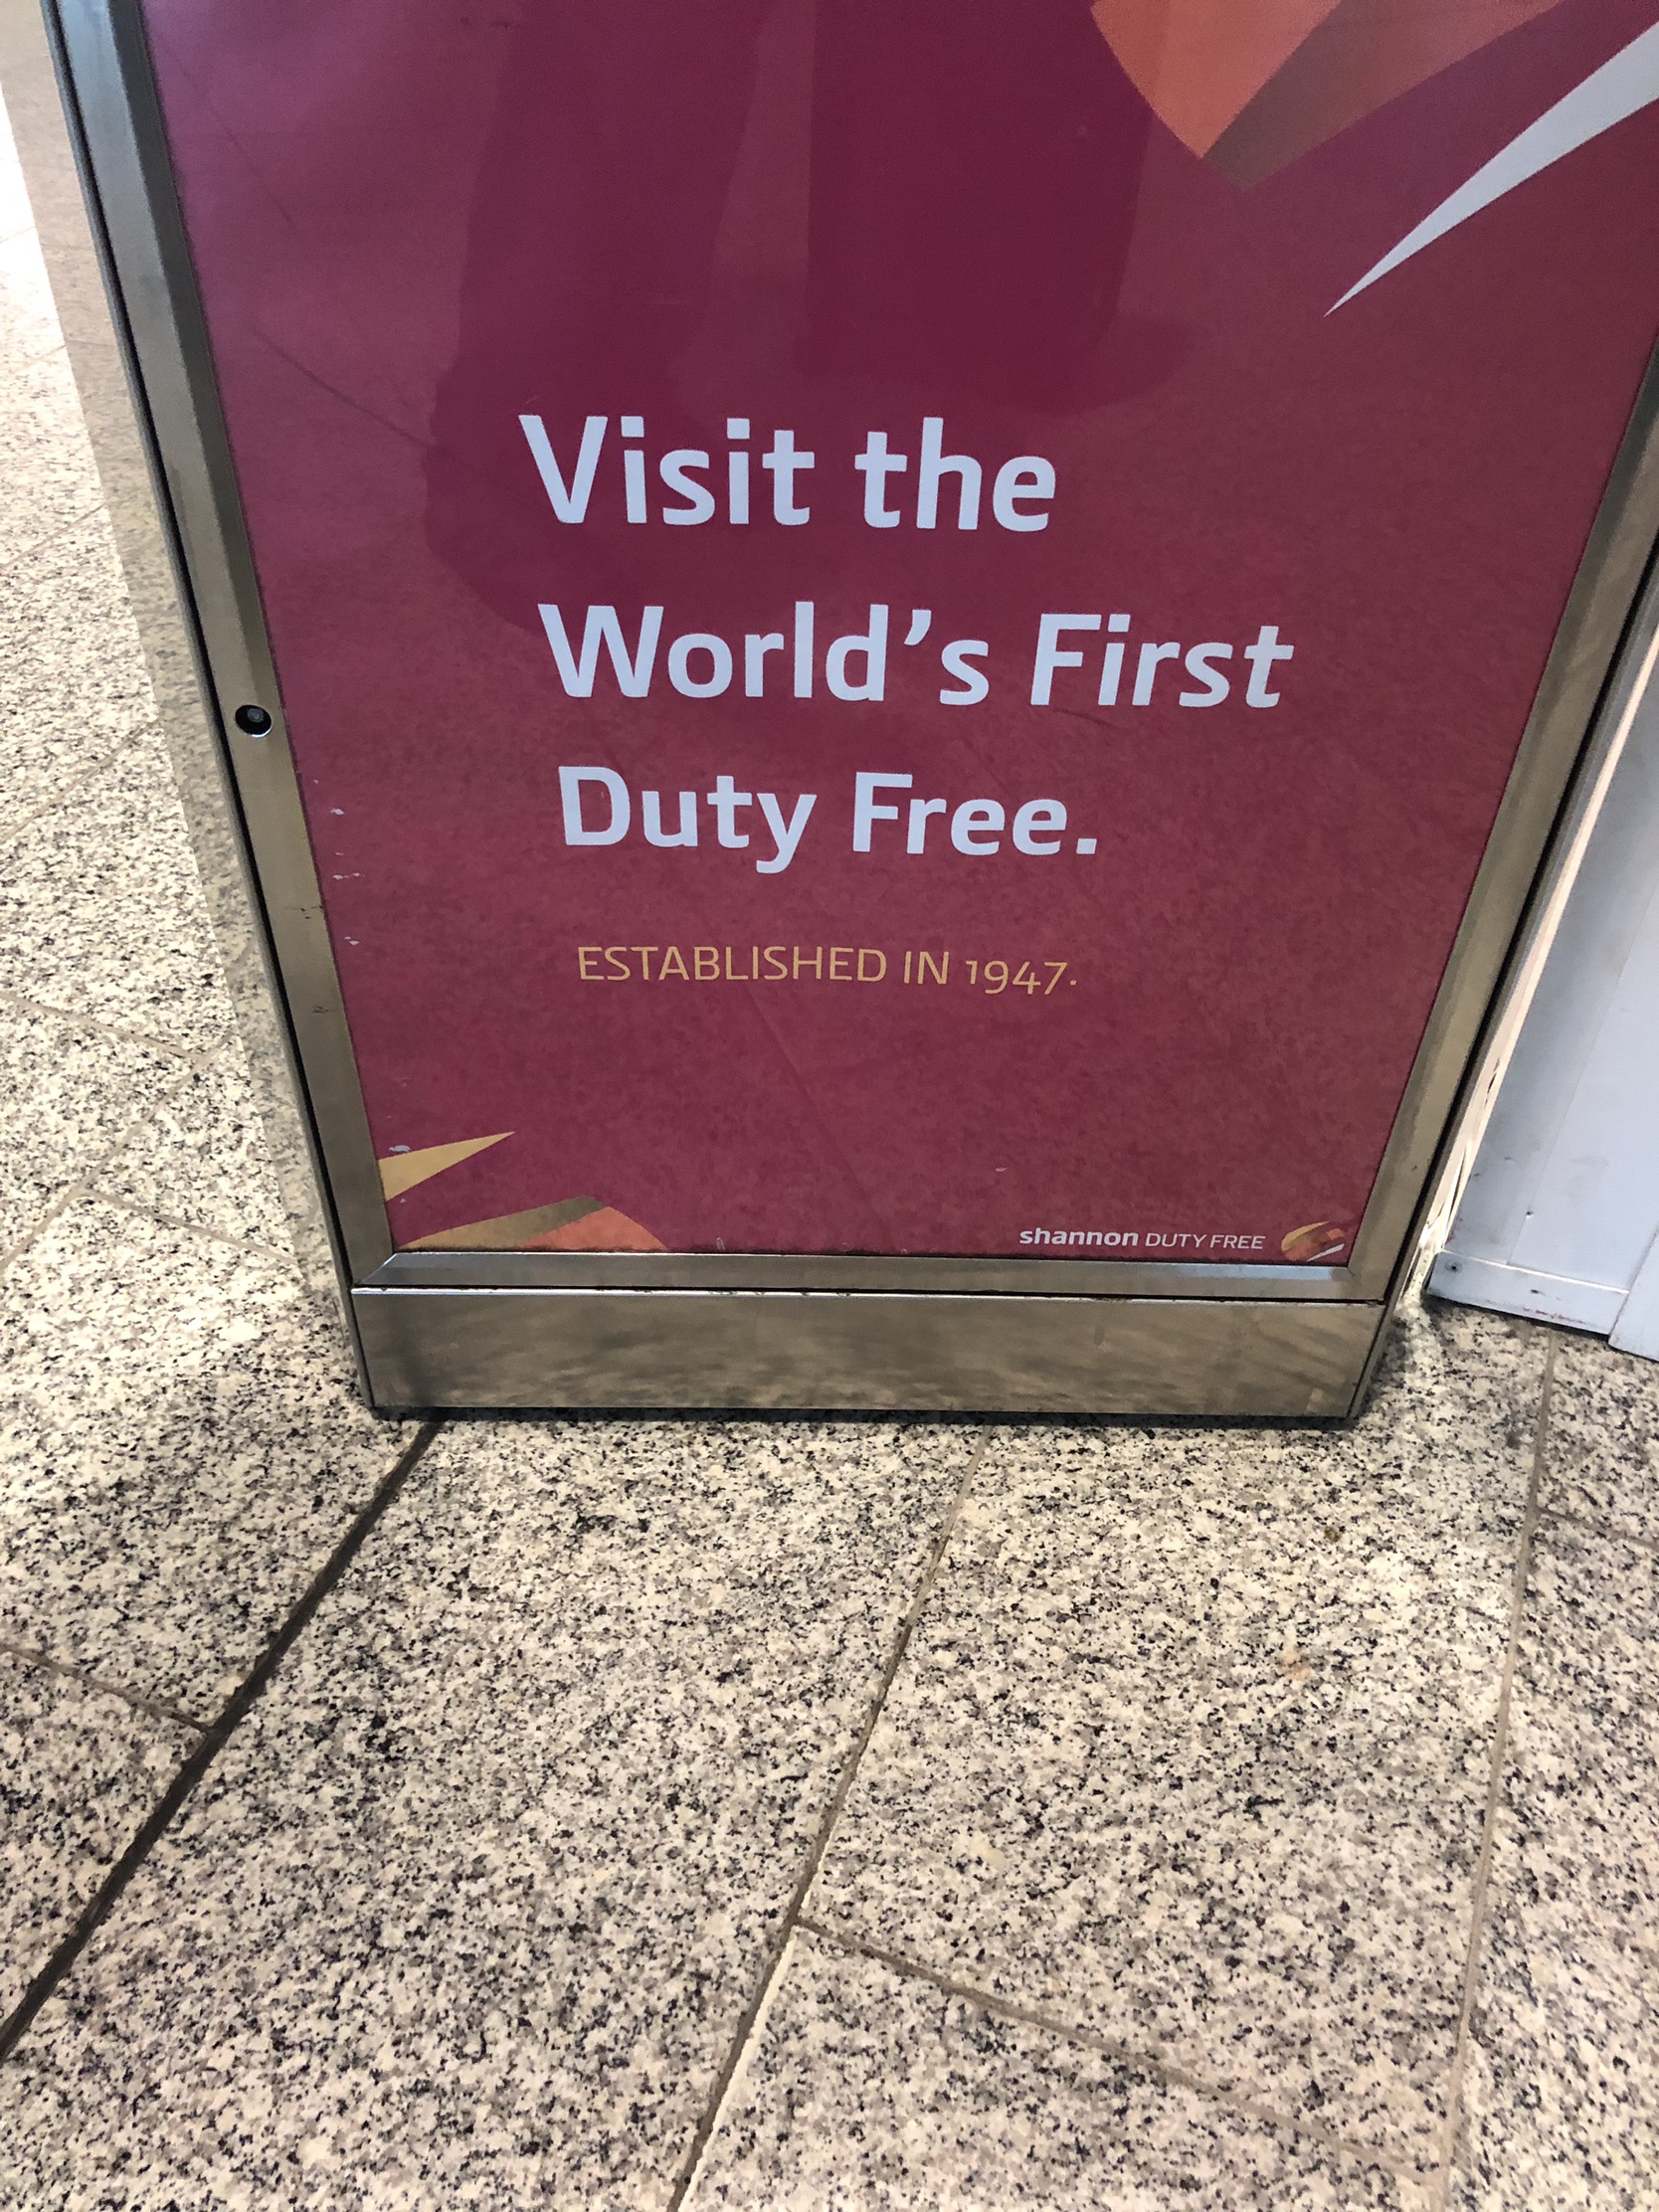 Visit the
World's First
Duty Free.
ESTABLISHED IN 1947.
shannon DUTY FREE